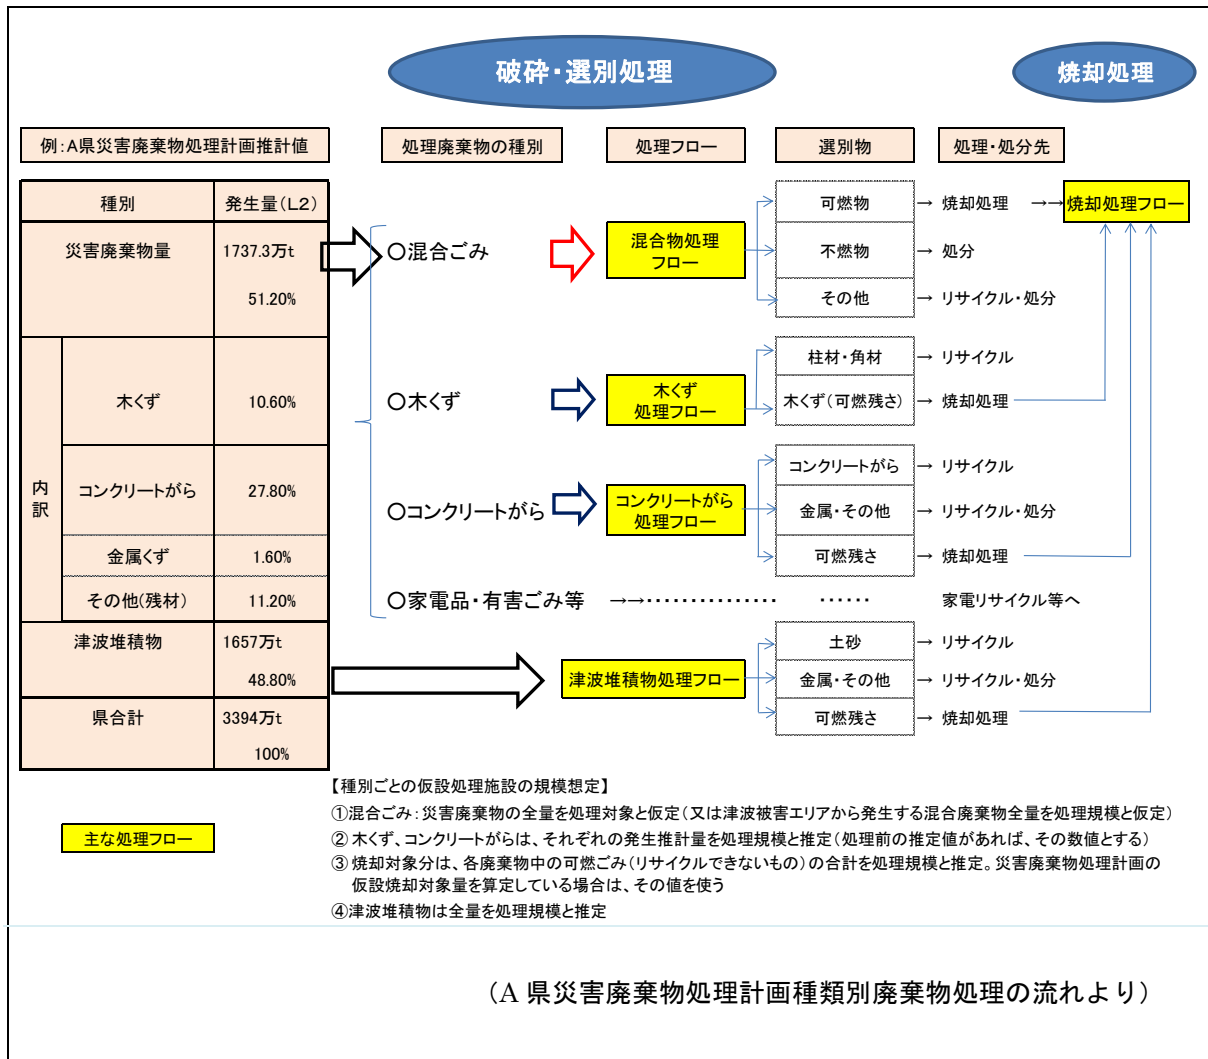 破砕・選別処理
焼却処理
例：A県災害廃棄物処理計画推計値
処理廃棄物の種別
処理フロー
選別物
処理・処分先
種別
発生量（L2）
災害廃棄物量
1737.3万t
51.20%
内訳
木くず
10.60%
コンクリートがら
27.80%
金属くず
1.60%
その他(残材)
11.20%
津波堆積物
1657万t
48.80%
県合計
3394万t
100%
〇混合ごみ
混合物処理
フロー
可燃物
→ 焼却処理 →→
焼却処理フロー
不燃物
→ 処分
その他
→ リサイクル・処分
〇木くず
木くず
処理フロー
柱材・角材
→ リサイクル
木くず（可燃残さ）
→ 焼却処理
〇コンクリートがら
コンクリートがら
処理フロー
コンクリートがら
→ リサイクル
金属・その他
→ リサイクル・処分
可燃残さ
→ 焼却処理
〇家電品・有害ごみ等 →→・・・・・・・・・・・・・・・ ・・・・・・ 家電リサイクル等へ
津波堆積物処理フロー
土砂
→ リサイクル
金属・その他
→ リサイクル・処分
可燃残さ
→ 焼却処理
主な処理フロー
【種別ごとの仮設処理施設の規模想定】
①混合ごみ：災害廃棄物の全量を処理対象と仮定（又は津波被害エリアから発生する混合廃棄物全量を処理規模と仮定）
② 木くず、コンクリートがらは、それぞれの発生推計量を処理規模と推定（処理前の推定値があれば、その数値とする）
③ 焼却対象分は、各廃棄物中の可燃ごみ（リサイクルできないもの）の合計を処理規模と推定。災害廃棄物処理計画の
仮設焼却対象量を算定している場合は、その値を使う
④津波堆積物は全量を処理規模と推定
（A 県災害廃棄物処理計画種類別廃棄物処理の流れより）